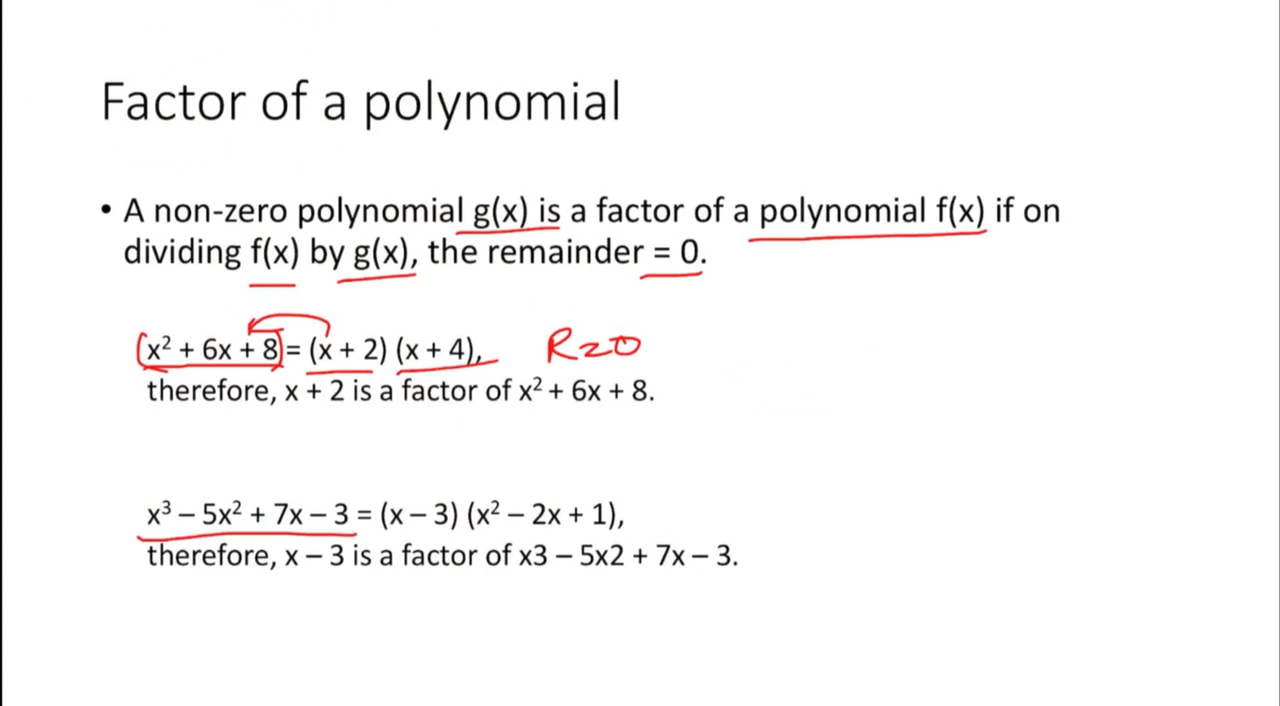 Factor of a polynomial
• A non-zero polynomial g(x) is a factor of a polynomial f(x) if on
dividing f(x) by g(x), the remainder = 0.
(x² + 6x + 8) = (x + 2) (x + 4), R=0
therefore, x + 2 is a factor of x² + 6x + 8.
x³ – 5x² + 7x – 3 = (x – 3) (x² – 2x + 1),
therefore, x – 3 is a factor of x3 – 5x2 + 7x – 3.